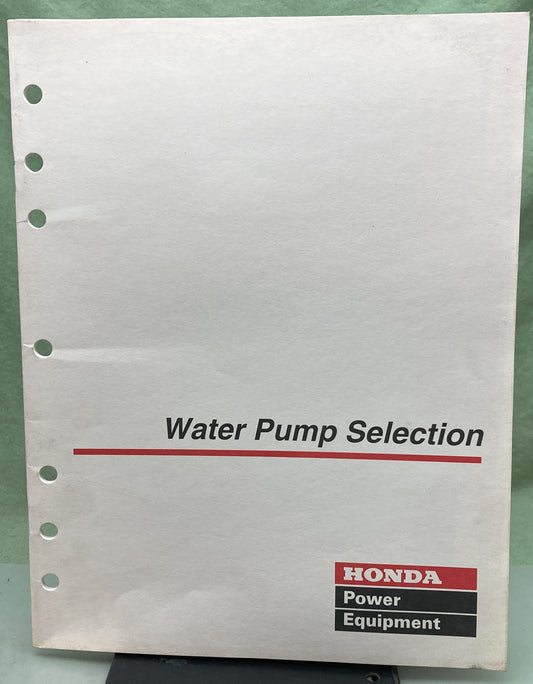 Water Pump Selection
HONDA
Power
Equipment